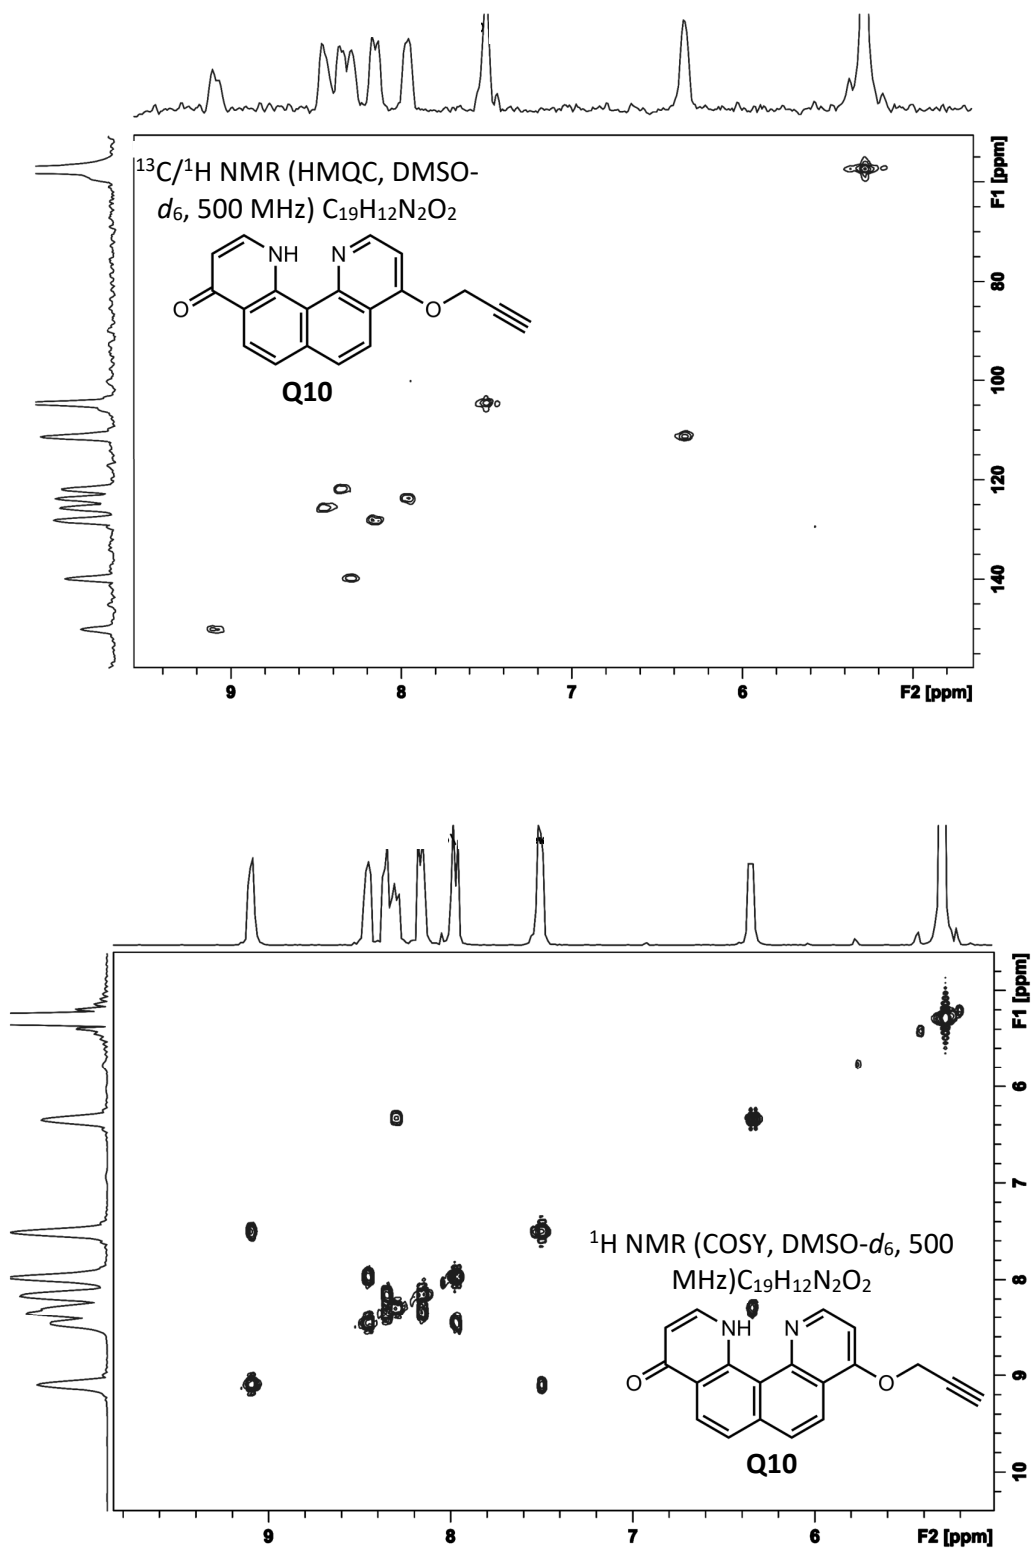 ¹³C/¹H NMR (HMQC, DMSO-
d₆, 500 MHz) C₁₉H₁₂N₂O₂
NH
N
O
O
Q10
F1 [ppm]
80
100
120
140
9
8
7
6
F2 [ppm]
F1 [ppm]
6
7
8
9
10
¹H NMR (COSY, DMSO-d₆, 500
MHz)C₁₉H₁₂N₂O₂
NH
N
O
O
Q10
9
8
7
6
F2 [ppm]